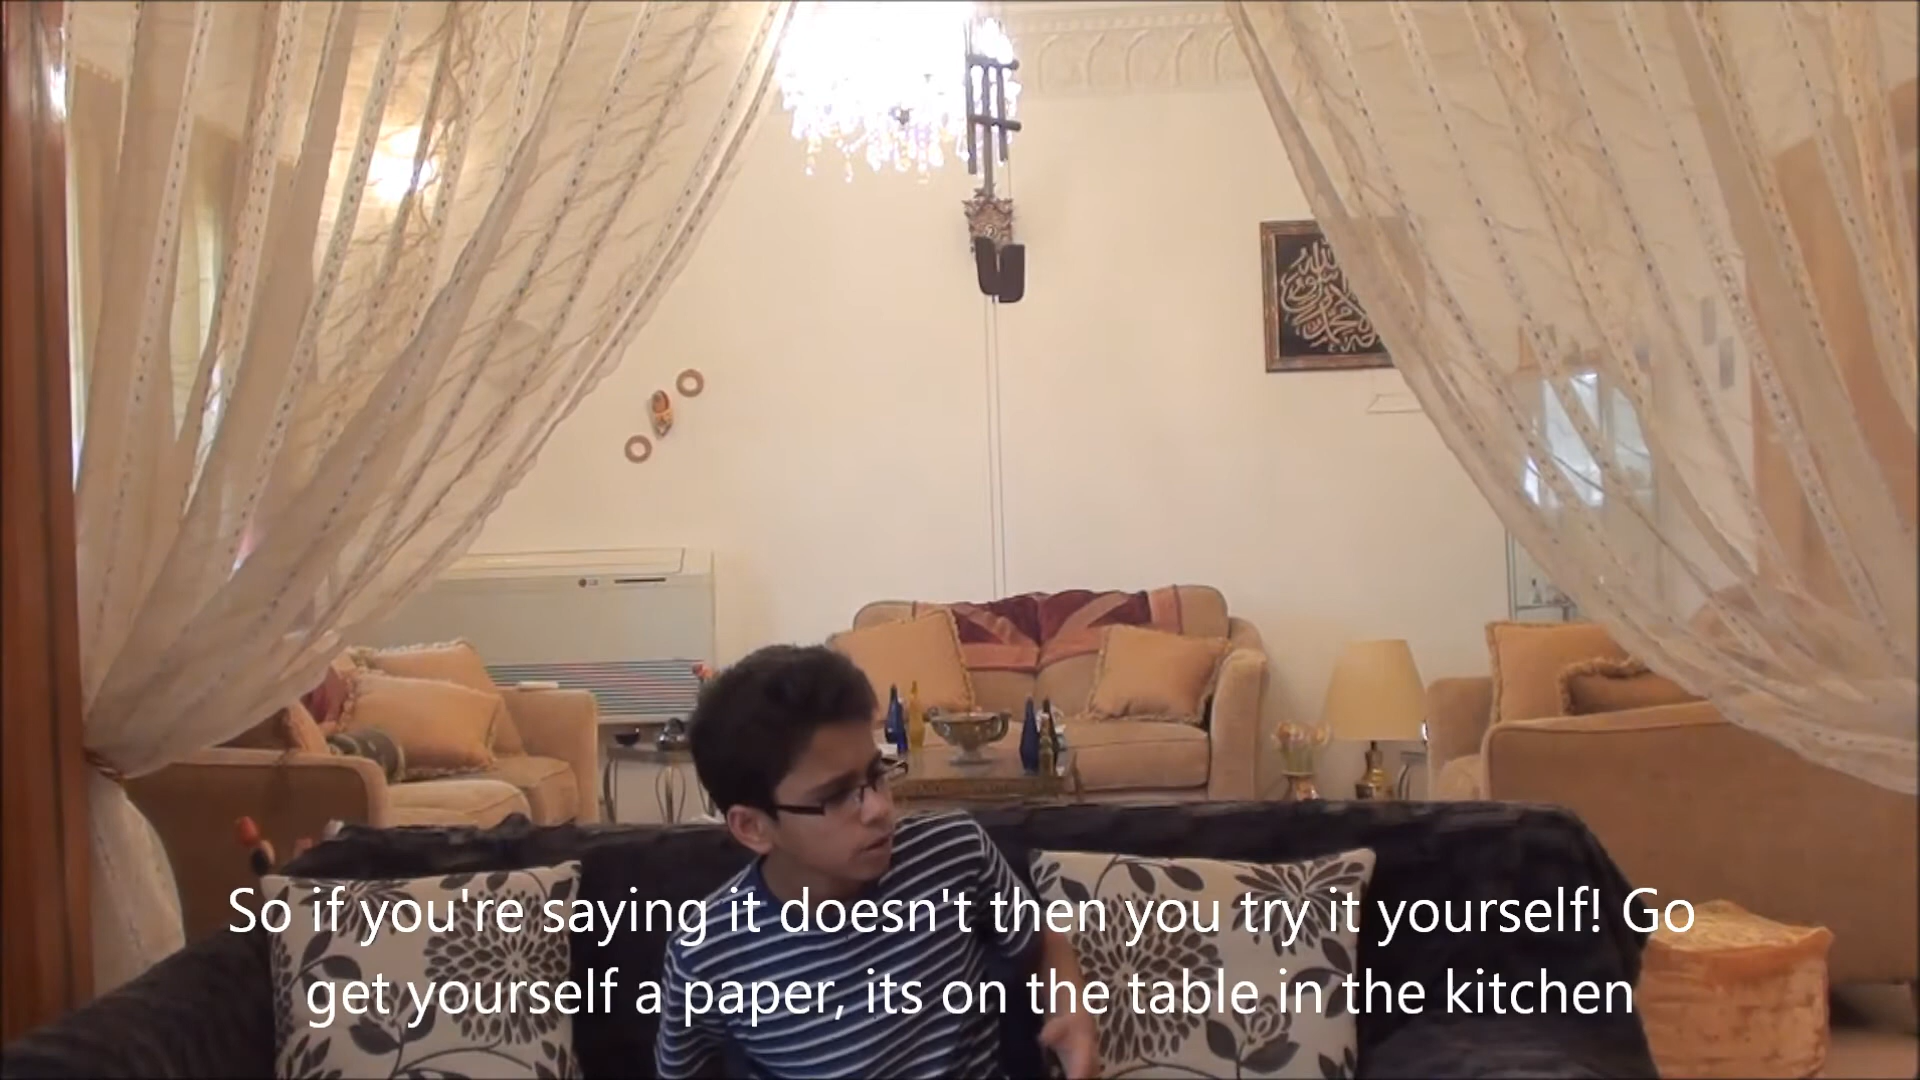 LG
So if you're saying it doesn't then you try it yourself! Go
get yourself a paper, its on the table in the kitchen